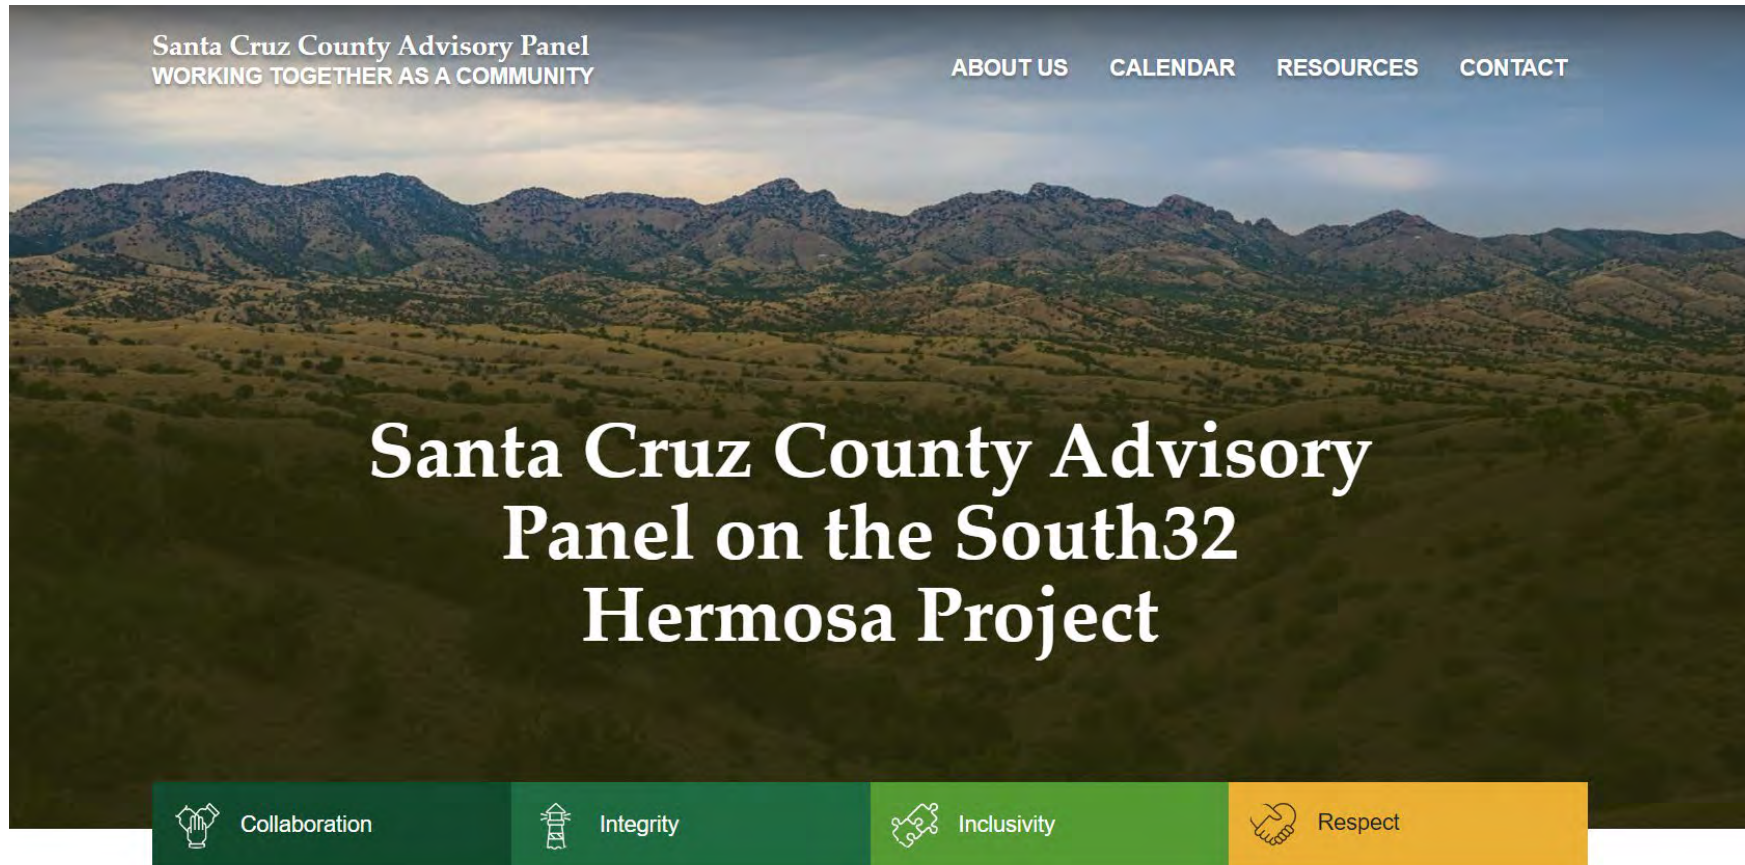 Santa Cruz County Advisory Panel
WORKING TOGETHER AS A COMMUNITY
ABOUT US CALENDAR RESOURCES CONTACT
Santa Cruz County Advisory
Panel on the South32
Hermosa Project
Collaboration Integrity Inclusivity Respect